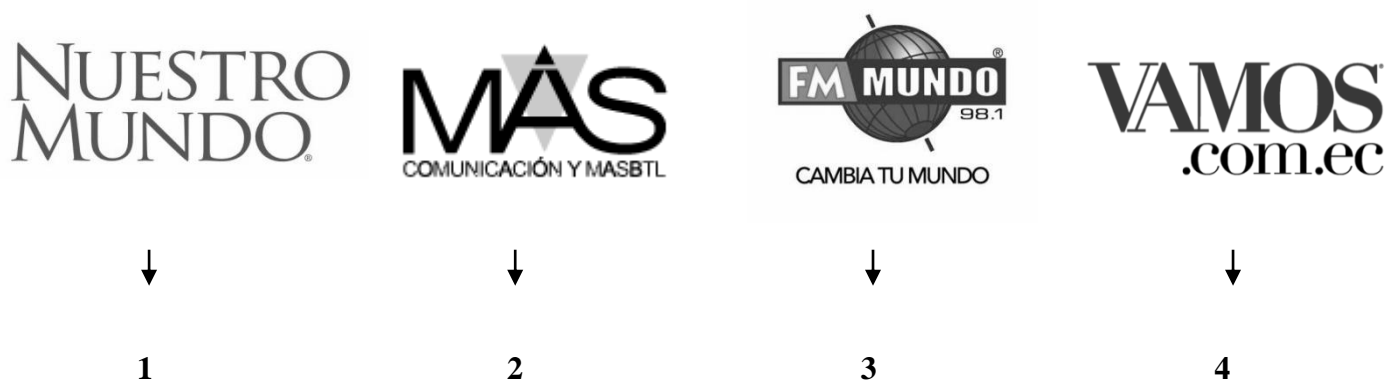 NUESTRO
MUNDO®
MÁS
COMUNICACIÓN Y MASBTL
FM MUNDO®
98.1
CAMBIA TU MUNDO
VAMOS
.com.ec
1 2 3 4